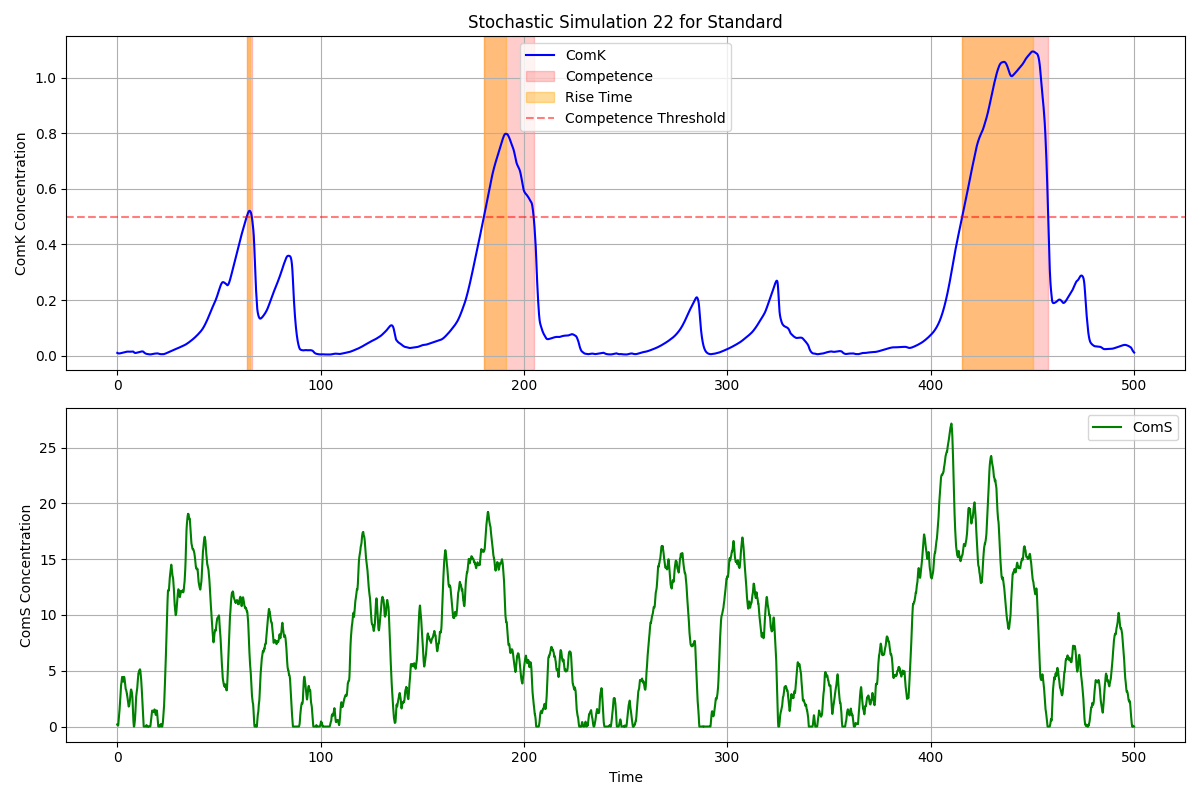 Stochastic Simulation 22 for Standard
ComK Concentration
1.0
0.8
0.6
0.4
0.2
0.0
ComK
Competence
Rise Time
Competence Threshold
0 100 200 300 400 500
ComS Concentration
25
20
15
10
5
0
ComS
0 100 200 300 400 500
Time